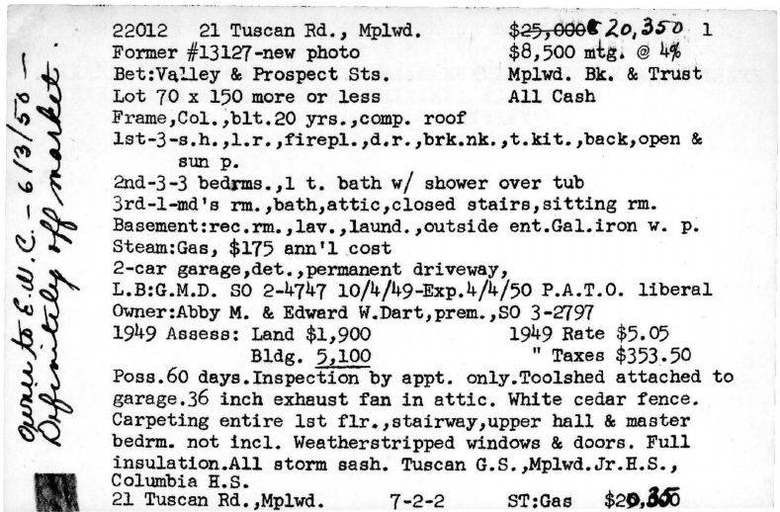 22012 21 Tuscan Rd., Mplwd. $25,000 $20,350 1
Former #13127-new photo $8,500 mtg. @ 4%
Bet:Valley & Prospect Sts. Mplwd. Bk. & Trust
Lot 70 x 150 more or less All Cash
Frame,Col.,blt.20 yrs.,comp. roof
1st-3-s.h.,l.r.,firepl.,d.r.,brk.nk.,t.kit.,back,open &
sun p.
2nd-3-3 bedrms.,1 t. bath w/ shower over tub
3rd-1-md's rm.,bath,attic,closed stairs,sitting rm.
Basement:rec.rm.,lav.,laund.,outside ent.Gal.iron w. p.
Steam:Gas, $175 ann'l cost
2-car garage,det.,permanent driveway,
L.B:G.M.D. SO 2-4747 10/4/49-Exp.4/4/50 P.A.T.O. liberal
Owner:Abby M. & Edward W.Dart,prem.,SO 3-2797
1949 Assess: Land $1,900 1949 Rate $5.05
Bldg. 5,100 " Taxes $353.50
Poss.60 days.Inspection by appt. only.Toolshed attached to
garage.36 inch exhaust fan in attic. White cedar fence.
Carpeting entire 1st flr.,stairway,upper hall & master
bedrm. not incl. Weatherstripped windows & doors. Full
insulation.All storm sash. Tuscan G.S.,Mplwd.Jr.H.S.,
Columbia H.S.
21 Tuscan Rd.,Mplwd. 7-2-2 ST:Gas $20,350
owner to E.W.C. - 6/3/50 -
Definitely off market.